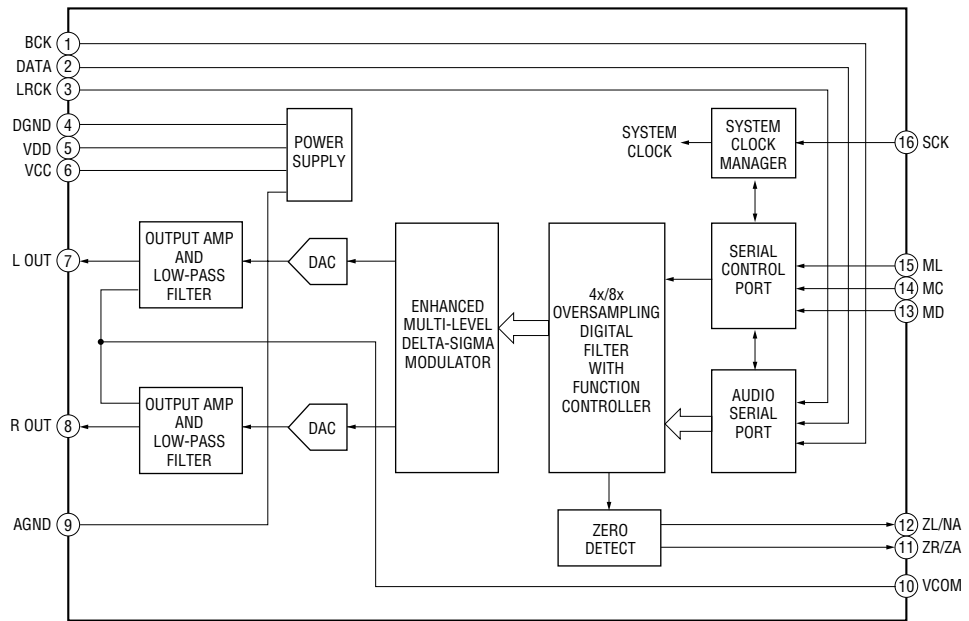 BCK 1
DATA 2
LRCK 3
DGND 4
VDD 5
VCC 6
POWER
SUPPLY
SYSTEM
CLOCK
SYSTEM
CLOCK
MANAGER
16 SCK
L OUT 7
OUTPUT AMP
AND
LOW-PASS
FILTER
DAC
ENHANCED
MULTI-LEVEL
DELTA-SIGMA
MODULATOR
4x/8x
OVERSAMPLING
DIGITAL
FILTER
WITH
FUNCTION
CONTROLLER
SERIAL
CONTROL
PORT
15 ML
14 MC
13 MD
R OUT 8
OUTPUT AMP
AND
LOW-PASS
FILTER
DAC
AUDIO
SERIAL
PORT
AGND 9
ZERO
DETECT
12 ZL/NA
11 ZR/ZA
10 VCOM